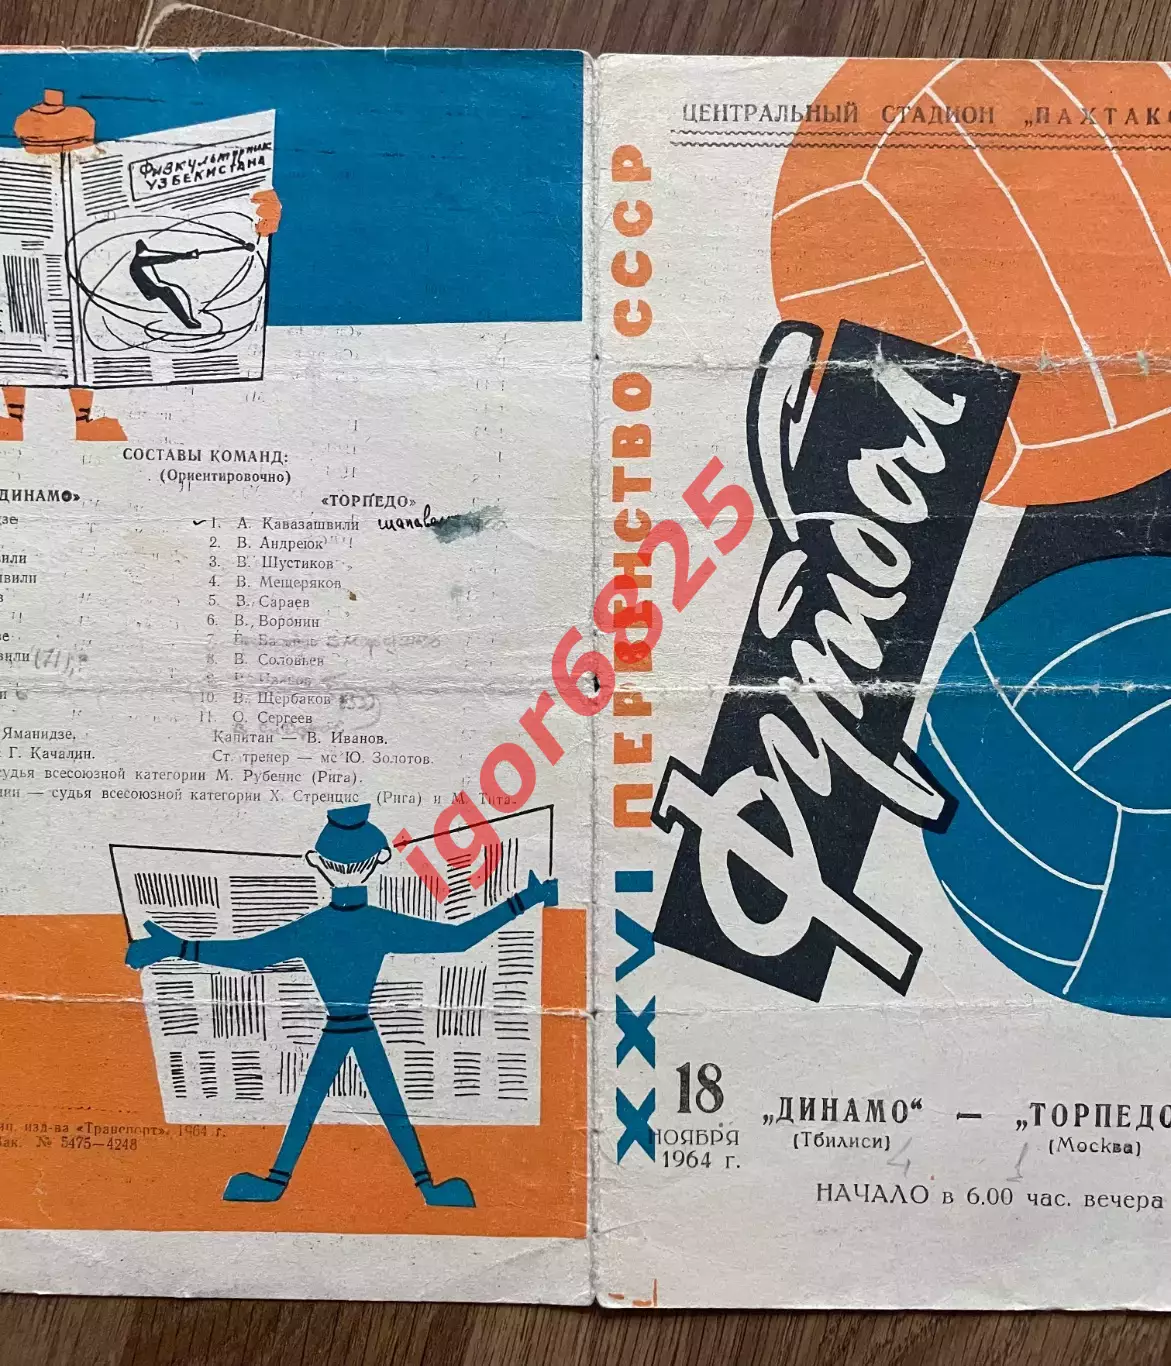 Физкультурник
УЗБЕКИСТАНА
СОСТАВЫ КОМАНД:
(Ориентировочно)
ДИНАМО»
«ТОРПЕДО»
1. А. Кавазашвили
2. В. Андреюк
3. В. Шустиков
4. В. Мещеряков
5. В. Сараев
6. В. Воронин
7.
8. В. Соловьев
9.
10. В. Щербаков
11. О. Сергеев
Яманидзе,
Г. Качалин.
Капитан — В. Иванов.
Ст. тренер — мс Ю. Золотов.
судья всесоюзной категории М. Рубенис (Рига).
— судья всесоюзной категории Х. Стренцис (Рига) и М. Тита.
изд-ва «Транспорт», 1964 г.
№ 5475—4248
ЦЕНТРАЛЬНЫЙ СТАДИОН „ПАХТАКО
XXVI ПЕРВЕНСТВО СССР
Футбол
18
НОЯБРЯ
1964 г.
„ДИНАМО“ — „ТОРПЕДО
(Тбилиси) (Москва)
4 1
НАЧАЛО в 6.00 час. вечера
igor6825